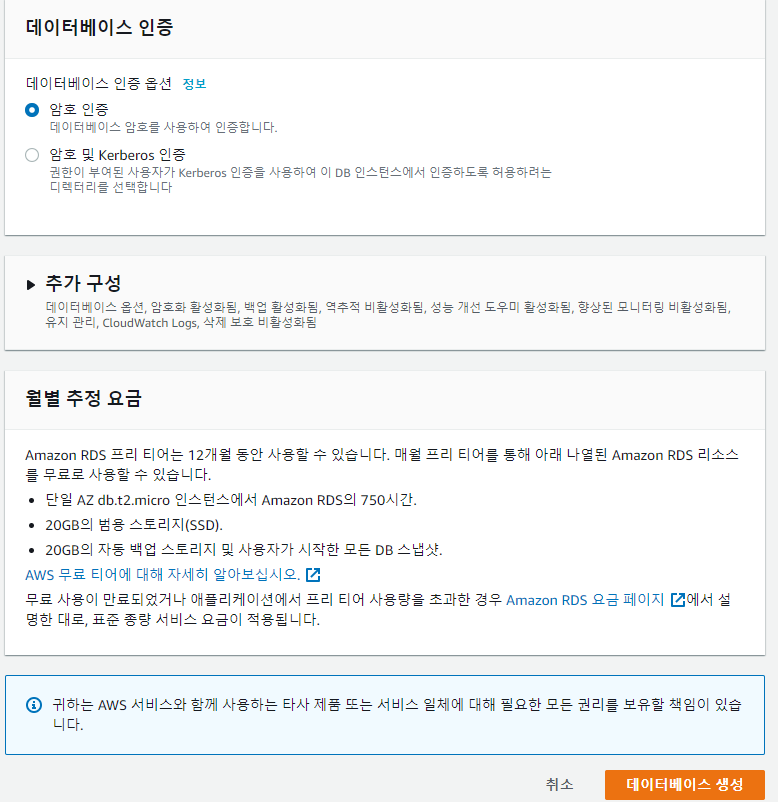 데이터베이스 인증
데이터베이스 인증 옵션 정보
암호 인증
데이터베이스 암호를 사용하여 인증합니다.
암호 및 Kerberos 인증
권한이 부여된 사용자가 Kerberos 인증을 사용하여 이 DB 인스턴스에서 인증하도록 허용하려는
디렉터리를 선택합니다
추가 구성
데이터베이스 옵션, 암호화 활성화됨, 백업 활성화됨, 역추적 비활성화됨, 성능 개선 도우미 활성화됨, 향상된 모니터링 비활성화됨,
유지 관리, CloudWatch Logs, 삭제 보호 비활성화됨
월별 추정 요금
Amazon RDS 프리 티어는 12개월 동안 사용할 수 있습니다. 매월 프리 티어를 통해 아래 나열된 Amazon RDS 리소스
를 무료로 사용할 수 있습니다.
• 단일 AZ db.t2.micro 인스턴스에서 Amazon RDS의 750시간.
• 20GB의 범용 스토리지(SSD).
• 20GB의 자동 백업 스토리지 및 사용자가 시작한 모든 DB 스냅샷.
AWS 무료 티어에 대해 자세히 알아보십시오.
무료 사용이 만료되었거나 애플리케이션에서 프리 티어 사용량을 초과한 경우 Amazon RDS 요금 페이지 에서 설
명한 대로, 표준 종량 서비스 요금이 적용됩니다.
귀하는 AWS 서비스와 함께 사용하는 타사 제품 또는 서비스 일체에 대해 필요한 모든 권리를 보유할 책임이 있습
니다.
취소 데이터베이스 생성